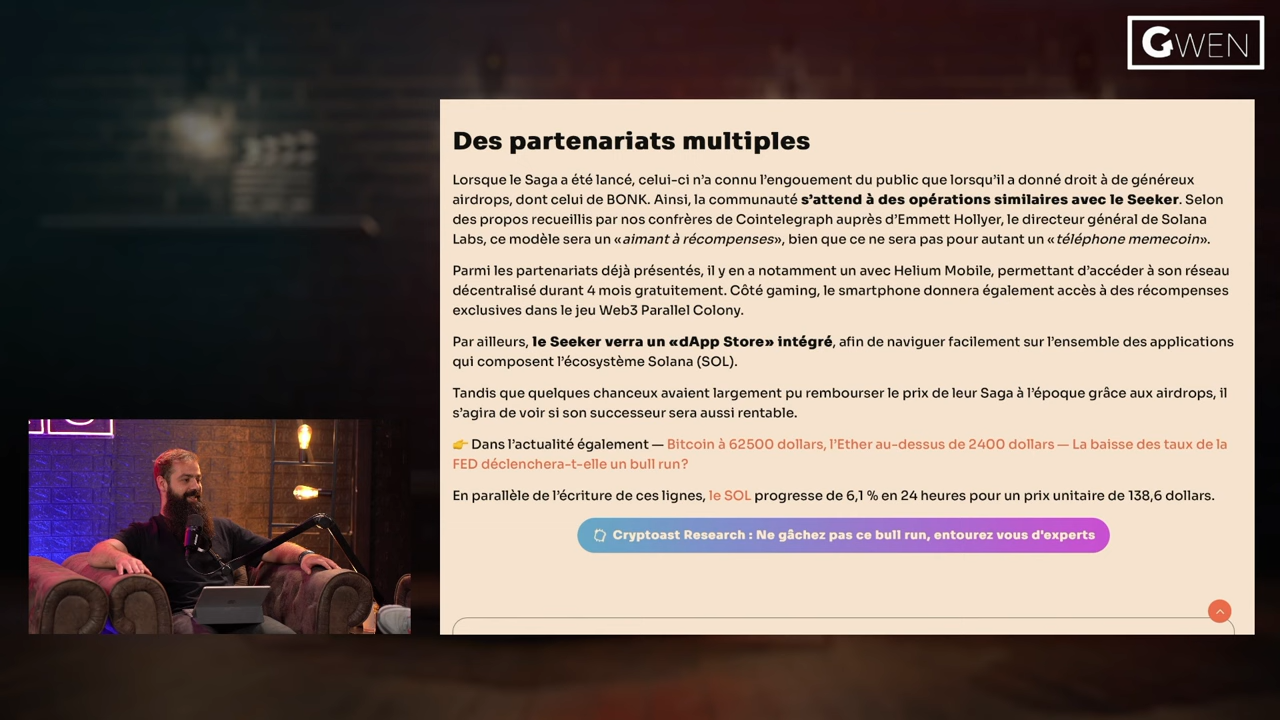 GWEN
Des partenariats multiples
Lorsque le Saga a été lancé, celui-ci n'a connu l'engouement du public que lorsqu'il a donné droit à de généreux
airdrops, dont celui de BONK. Ainsi, la communauté s'attend à des opérations similaires avec le Seeker. Selon
des propos recueillis par nos confrères de Cointelegraph auprès d'Emmett Hollyer, le directeur général de Solana
Labs, ce modèle sera un «aimant à récompenses», bien que ce ne sera pas pour autant un «téléphone memecoin».
Parmi les partenariats déjà présentés, il y en a notamment un avec Helium Mobile, permettant d'accéder à son réseau
décentralisé durant 4 mois gratuitement. Côté gaming, le smartphone donnera également accès à des récompenses
exclusives dans le jeu Web3 Parallel Colony.
Par ailleurs, le Seeker verra un «dApp Store» intégré, afin de naviguer facilement sur l'ensemble des applications
qui composent l'écosystème Solana (SOL).
Tandis que quelques chanceux avaient largement pu rembourser le prix de leur Saga à l'époque grâce aux airdrops, il
s'agira de voir si son successeur sera aussi rentable.
👉 Dans l'actualité également — Bitcoin à 62500 dollars, l'Ether au-dessus de 2400 dollars — La baisse des taux de la
FED déclenchera-t-elle un bull run?
En parallèle de l'écriture de ces lignes, le SOL progresse de 6,1 % en 24 heures pour un prix unitaire de 138,6 dollars.
Cryptoast Research : Ne gâchez pas ce bull run, entourez vous d'experts